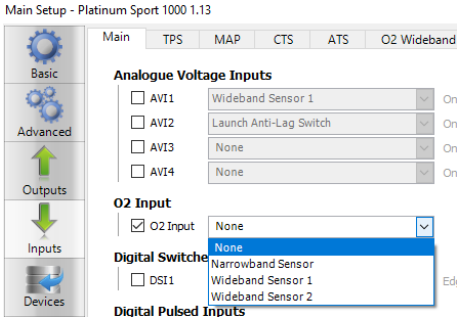 Main Setup - Platinum Sport 1000 1.13
Main TPS MAP CTS ATS O2 Wideband
Basic
Advanced
Outputs
Inputs
Devices
Analogue Voltage Inputs
AVI1 Wideband Sensor 1 On
AVI2 Launch Anti-Lag Switch On
AVI3 None On
AVI4 None On
O2 Input
O2 Input None
None
Narrowband Sensor
Wideband Sensor 1
Wideband Sensor 2
Digital Switche
DSI1 Edg
Digital Pulsed Inputs